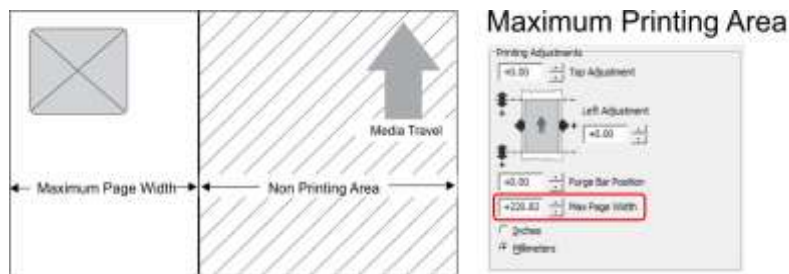 Maximum Printing Area
Media Travel
Maximum Page Width
Non Printing Area
Printing Adjustments
+0.00 Top Adjustment
Left Adjustment
+0.00
+0.00 Purge Bar Position
Max Page Width
Inches
Millimeters